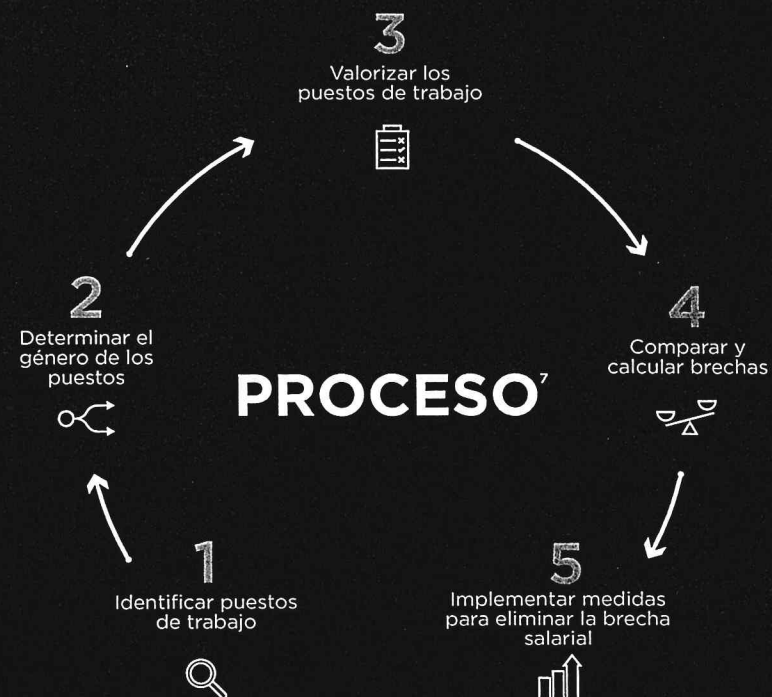 3
Valorizar los
puestos de trabajo
2
Determinar el
género de los
puestos
4
Comparar y
calcular brechas
PROCESO⁷
1
Identificar puestos
de trabajo
5
Implementar medidas
para eliminar la brecha
salarial